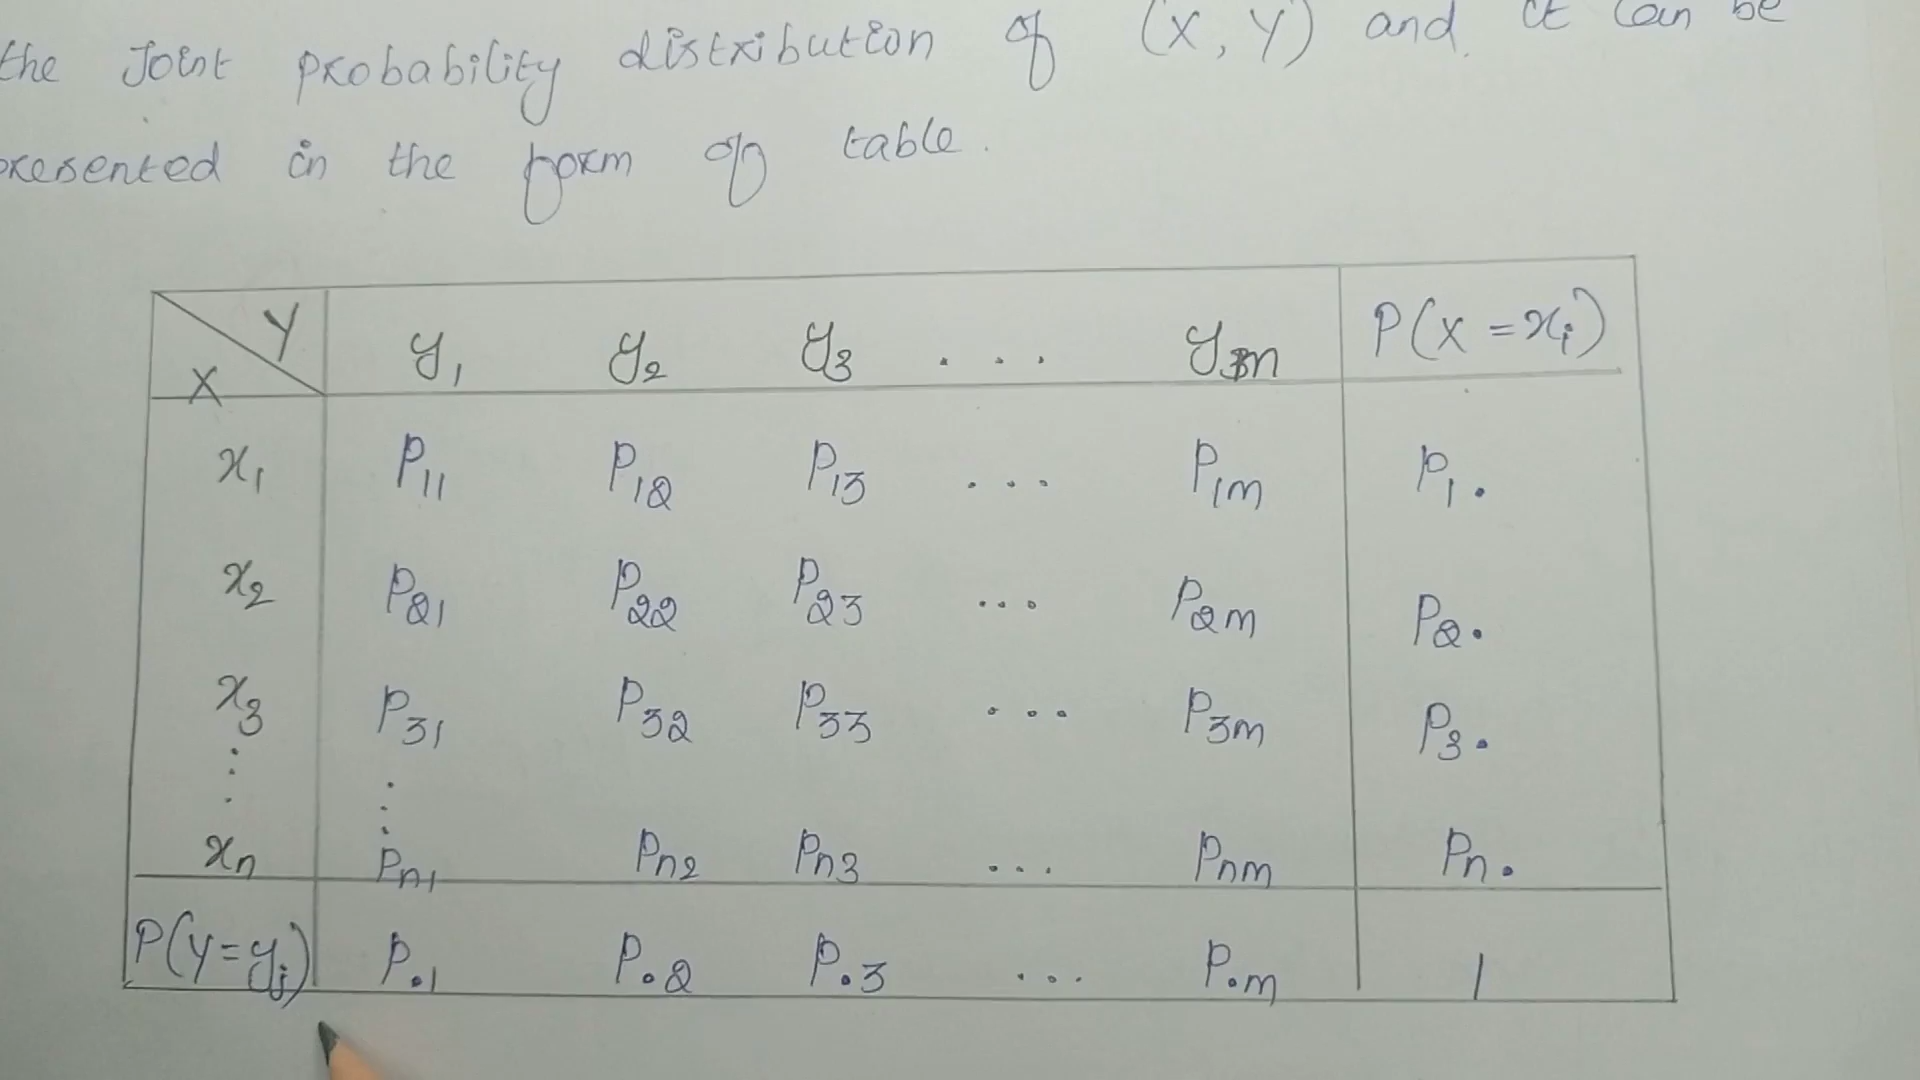 the Joint probability distribution of (X, Y) and it can be
presented in the form of table.
Y X y₁ y₂ y₃ . . . yₘ P(X = xᵢ)
x₁ P₁₁ P₁₂ P₁₃ . . . P₁ₘ P₁.
x₂ P₂₁ P₂₂ P₂₃ . . . P₂ₘ P₂.
x₃ P₃₁ P₃₂ P₃₃ . . . P₃ₘ P₃.
⋮ ⋮
xₙ Pₙ₁ Pₙ₂ Pₙ₃ . . . Pₙₘ Pₙ.
P(Y=yⱼ) P.₁ P.₂ P.₃ . . . P.ₘ 1